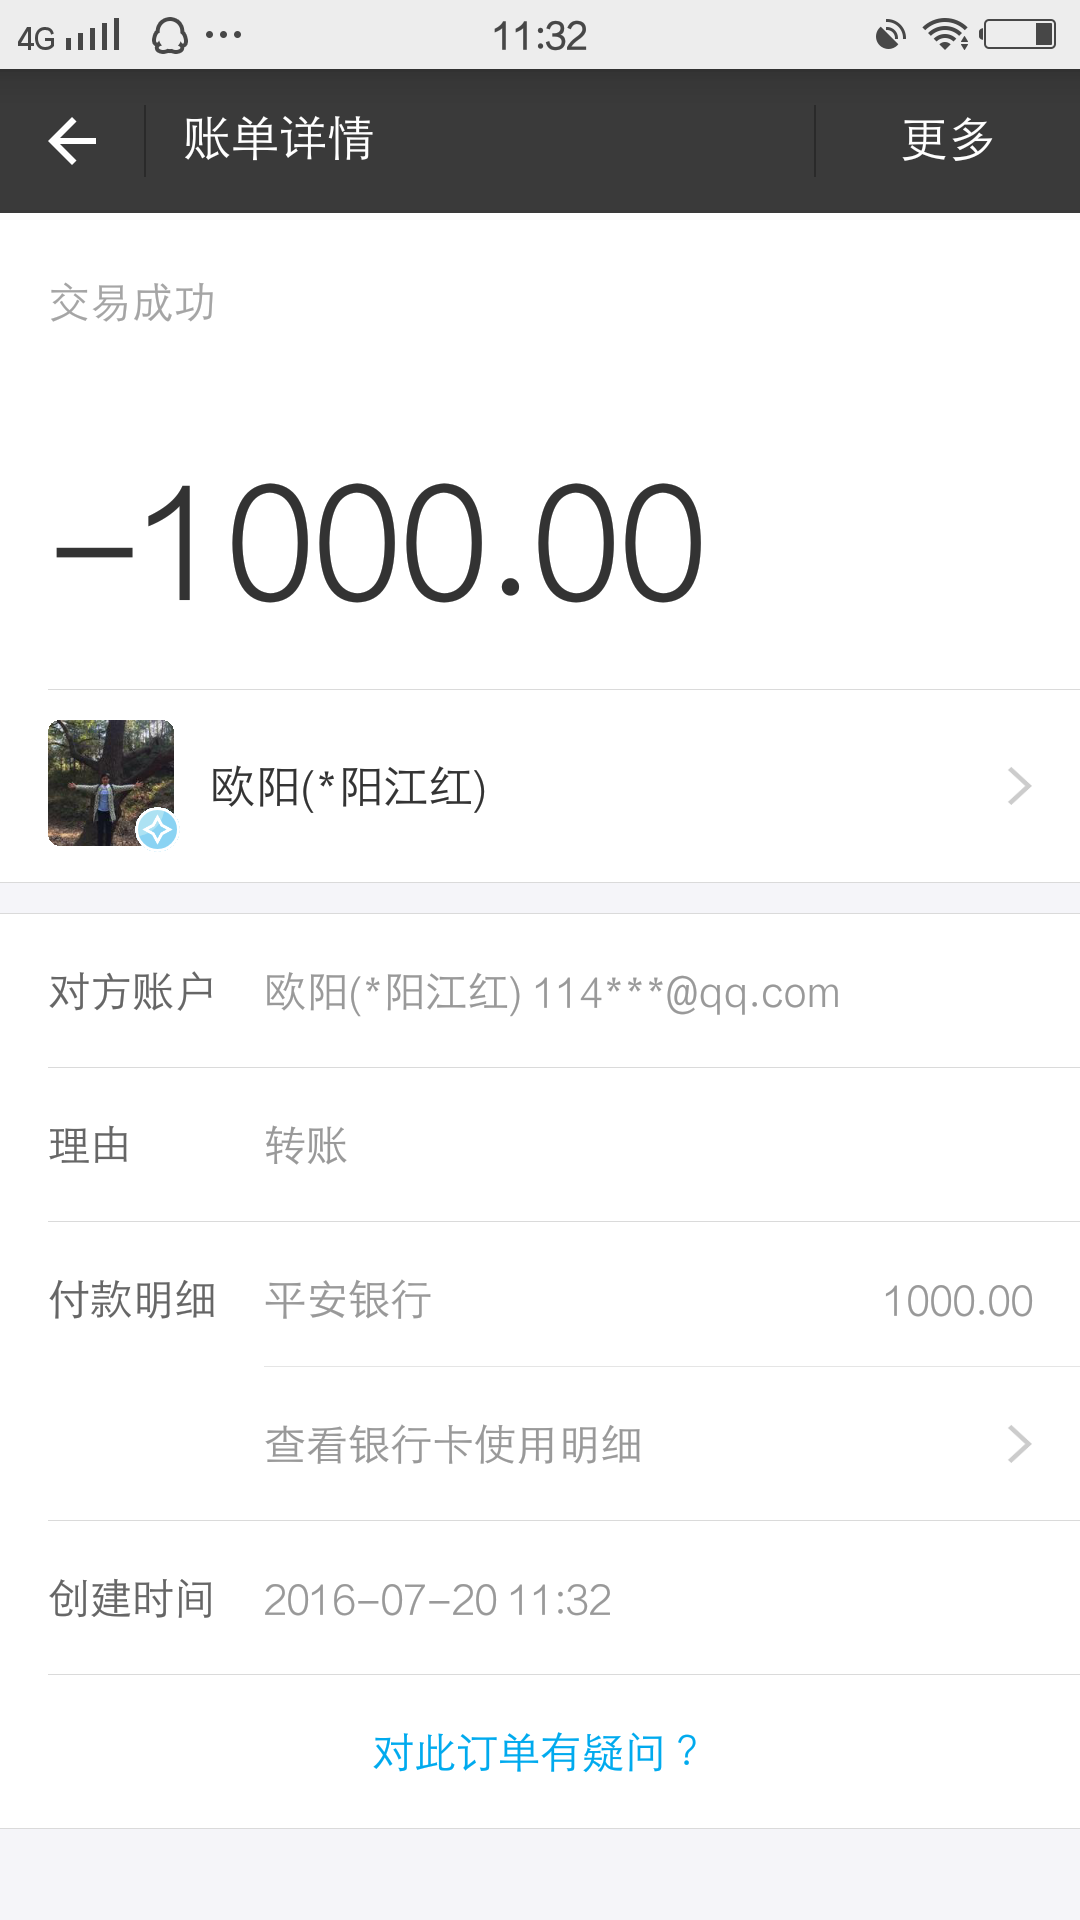 4G 11:32
账单详情 更多
交易成功
-1000.00
欧阳(*阳江红)
对方账户 欧阳(*阳江红) 114***@qq.com
理由 转账
付款明细 平安银行 1000.00
查看银行卡使用明细
创建时间 2016-07-20 11:32
对此订单有疑问？